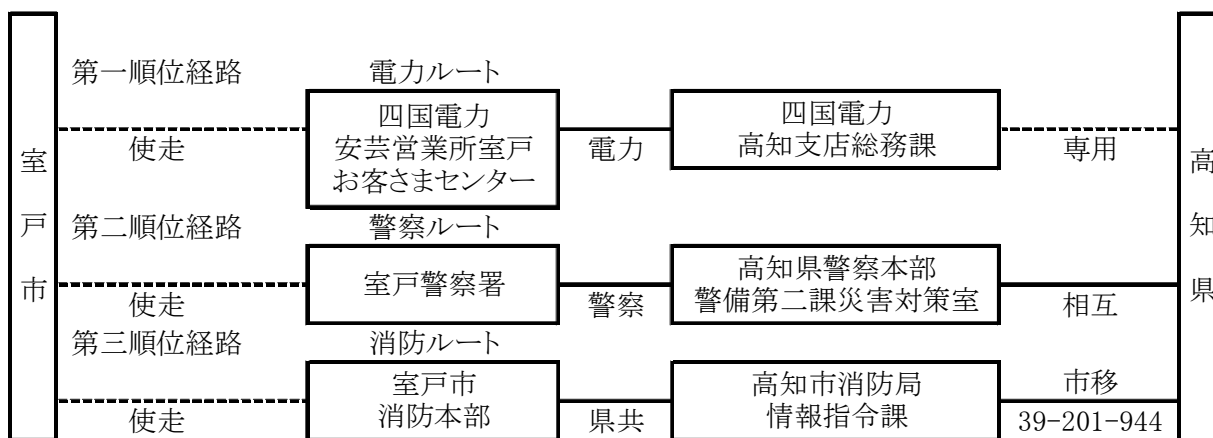 室戸市
第一順位経路
電力ルート
使走
四国電力
安芸営業所室戸
お客さまセンター
電力
四国電力
高知支店総務課
専用
第二順位経路
警察ルート
使走
室戸警察署
警察
高知県警察本部
警備第二課災害対策室
相互
第三順位経路
消防ルート
使走
室戸市
消防本部
県共
高知市消防局
情報指令課
市移
39-201-944
高知県